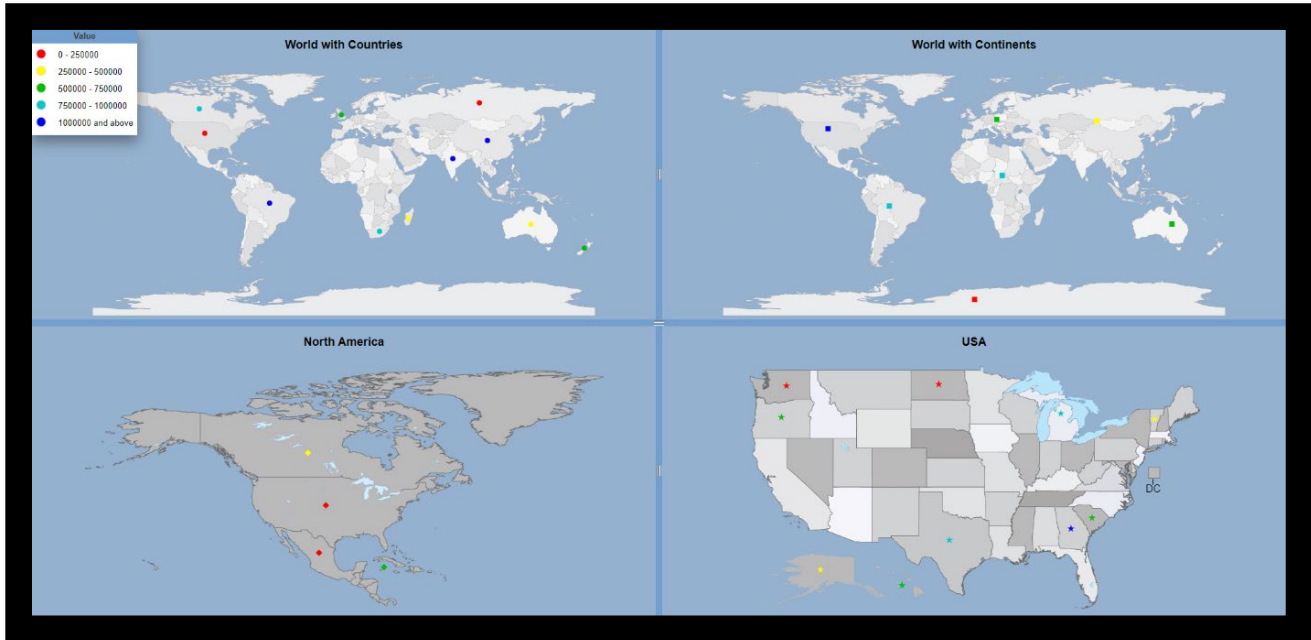 Value
0 - 250000
250000 - 500000
500000 - 750000
750000 - 1000000
1000000 and above
World with Countries
World with Continents
North America
USA
DC